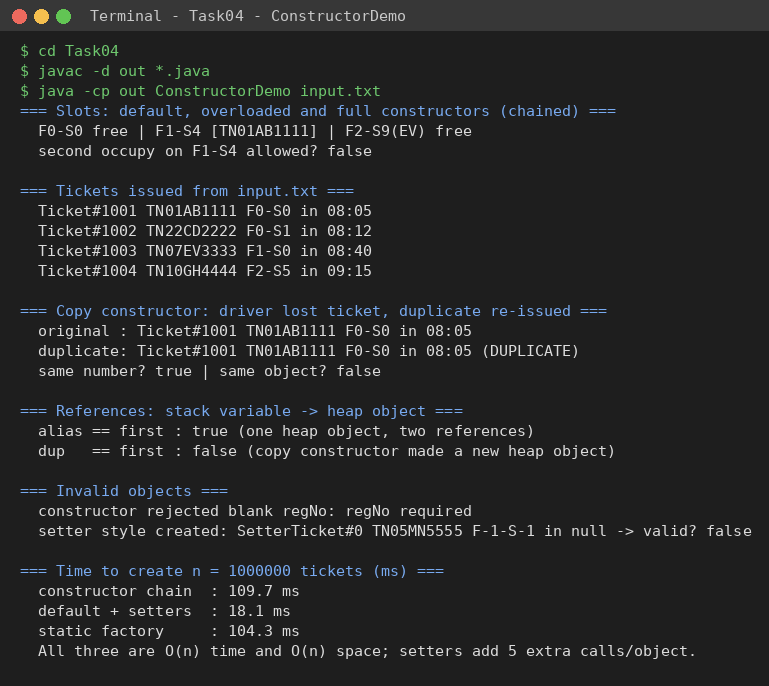 Terminal - Task04 - ConstructorDemo
$ cd Task04
$ javac -d out *.java
$ java -cp out ConstructorDemo input.txt
=== Slots: default, overloaded and full constructors (chained) ===
  F0-S0 free | F1-S4 [TN01AB1111] | F2-S9(EV) free
  second occupy on F1-S4 allowed? false

=== Tickets issued from input.txt ===
  Ticket#1001 TN01AB1111 F0-S0 in 08:05
  Ticket#1002 TN22CD2222 F0-S1 in 08:12
  Ticket#1003 TN07EV3333 F1-S0 in 08:40
  Ticket#1004 TN10GH4444 F2-S5 in 09:15

=== Copy constructor: driver lost ticket, duplicate re-issued ===
  original : Ticket#1001 TN01AB1111 F0-S0 in 08:05
  duplicate: Ticket#1001 TN01AB1111 F0-S0 in 08:05 (DUPLICATE)
  same number? true | same object? false

=== References: stack variable -> heap object ===
  alias == first : true (one heap object, two references)
  dup   == first : false (copy constructor made a new heap object)

=== Invalid objects ===
  constructor rejected blank regNo: regNo required
  setter style created: SetterTicket#0 TN05MN5555 F-1-S-1 in null -> valid? false

=== Time to create n = 1000000 tickets (ms) ===
  constructor chain  : 109.7 ms
  default + setters  : 18.1 ms
  static factory     : 104.3 ms
  All three are O(n) time and O(n) space; setters add 5 extra calls/object.